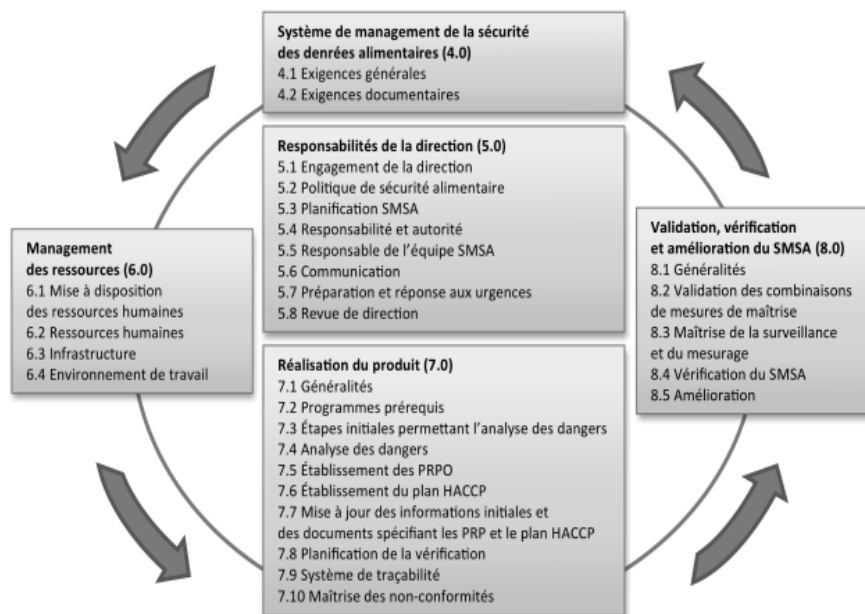 Système de management de la sécurité
des denrées alimentaires (4.0)
4.1 Exigences générales
4.2 Exigences documentaires
Responsabilités de la direction (5.0)
5.1 Engagement de la direction
5.2 Politique de sécurité alimentaire
5.3 Planification SMSA
5.4 Responsabilité et autorité
5.5 Responsable de l'équipe SMSA
5.6 Communication
5.7 Préparation et réponse aux urgences
5.8 Revue de direction
Management
des ressources (6.0)
6.1 Mise à disposition
des ressources humaines
6.2 Ressources humaines
6.3 Infrastructure
6.4 Environnement de travail
Validation, vérification
et amélioration du SMSA (8.0)
8.1 Généralités
8.2 Validation des combinaisons
de mesures de maîtrise
8.3 Maîtrise de la surveillance
et du mesurage
8.4 Vérification du SMSA
8.5 Amélioration
Réalisation du produit (7.0)
7.1 Généralités
7.2 Programmes prérequis
7.3 Étapes initiales permettant l'analyse des dangers
7.4 Analyse des dangers
7.5 Établissement des PRPO
7.6 Établissement du plan HACCP
7.7 Mise à jour des informations initiales et
des documents spécifiant les PRP et le plan HACCP
7.8 Planification de la vérification
7.9 Système de traçabilité
7.10 Maîtrise des non-conformités